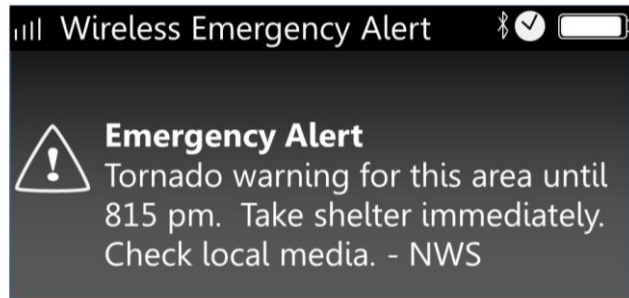 Wireless Emergency Alert
Emergency Alert
Tornado warning for this area until
815 pm.  Take shelter immediately.
Check local media. - NWS